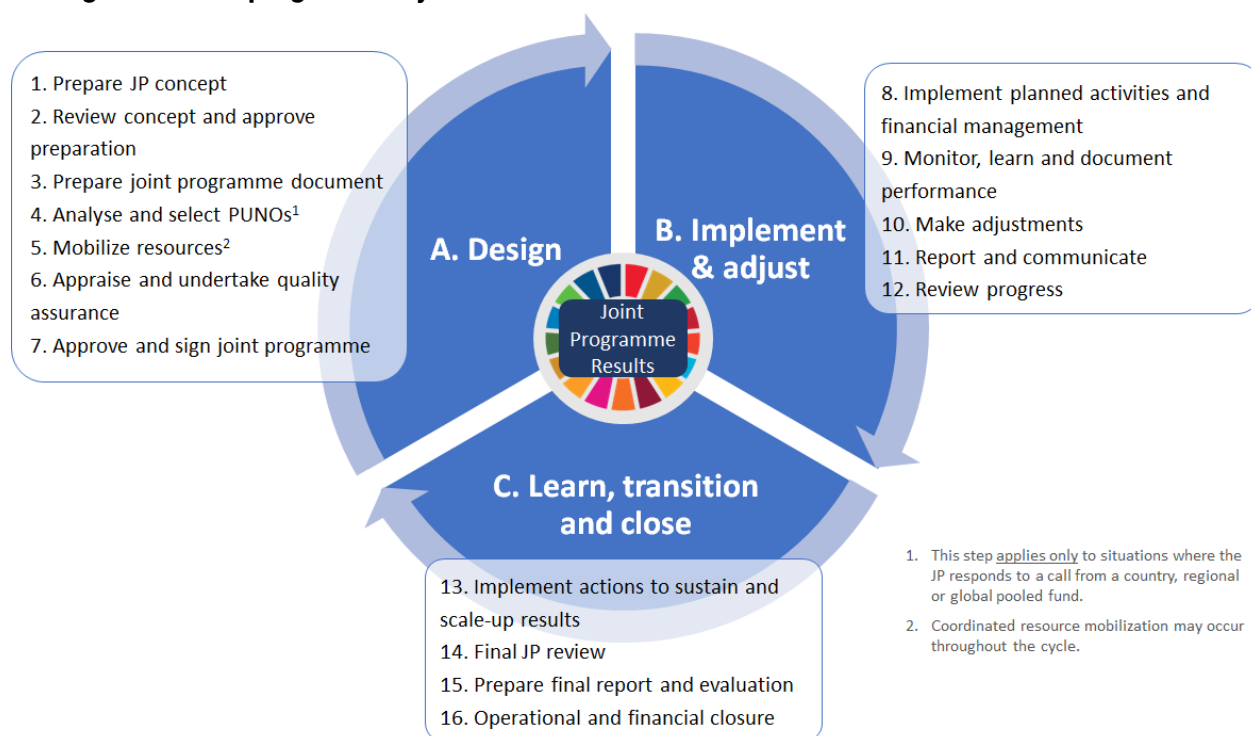 1. Prepare JP concept
2. Review concept and approve
preparation
3. Prepare joint programme document
4. Analyse and select PUNOs1
5. Mobilize resources2
6. Appraise and undertake quality
assurance
7. Approve and sign joint programme
A. Design
B. Implement
& adjust
8. Implement planned activities and
financial management
9. Monitor, learn and document
performance
10. Make adjustments
11. Report and communicate
12. Review progress
Joint
Programme
Results
C. Learn, transition
and close
13. Implement actions to sustain and
scale-up results
14. Final JP review
15. Prepare final report and evaluation
16. Operational and financial closure
1. This step applies only to situations where the
JP responds to a call from a country, regional
or global pooled fund.
2. Coordinated resource mobilization may occur
throughout the cycle.